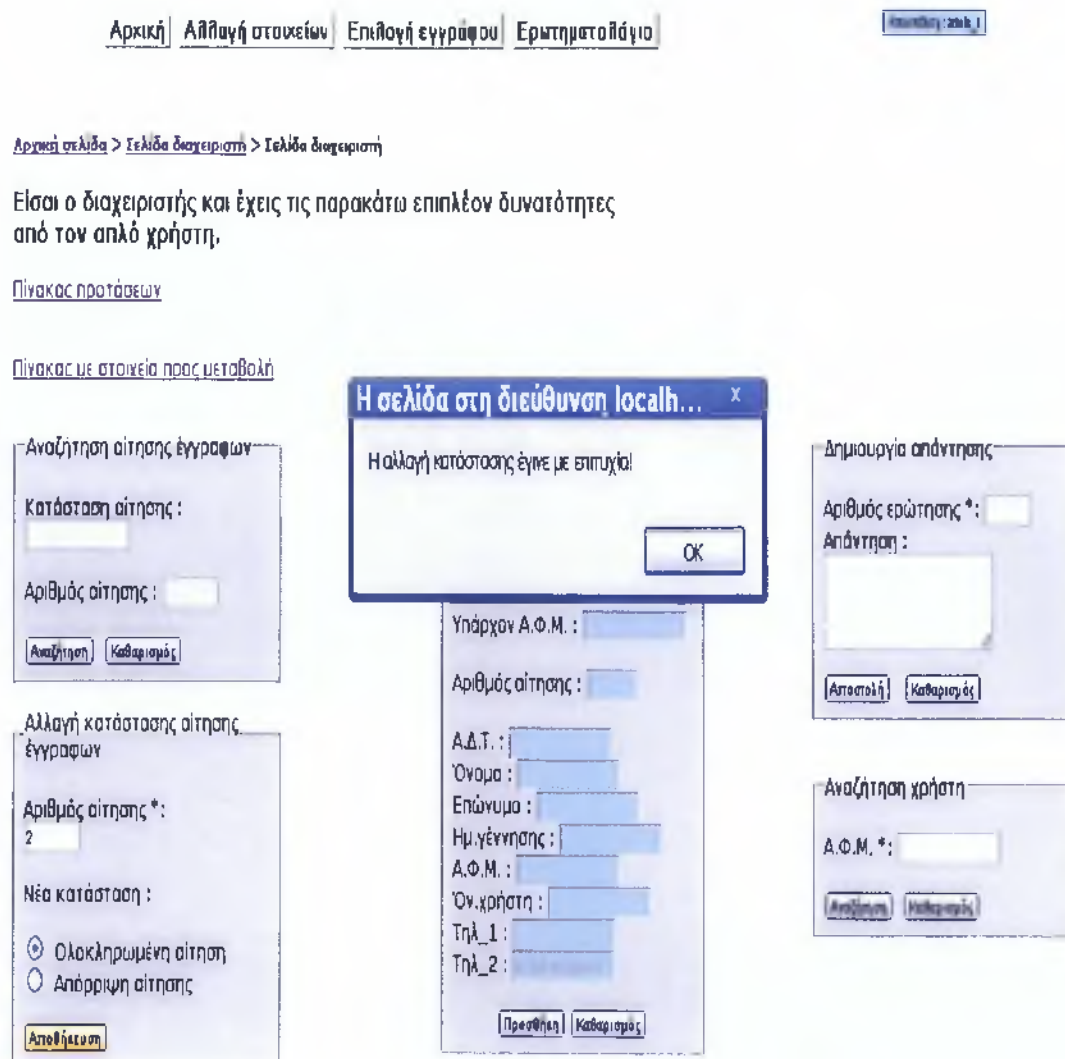 Αρχική Αλλαγή στοιχείων Επιλογή εγγράφου Ερωτηματολόγιο
Αρχική σελίδα > Σελίδα διαχειριστή > Σελίδα διαχειριστή
Είσαι ο διαχειριστής και έχεις τις παρακάτω επιπλέον δυνατότητες
από τον απλό χρήστη.
Πίνακας προτάσεων
Πίνακας με στοιχεία προς μεταβολή
Η σελίδα στη διεύθυνση localh... x
Η αλλαγή κατάστασης έγινε με επιτυχία!
OK
Αναζήτηση αίτησης έγγραφων
Κατάσταση αίτησης :
Αριθμός αίτησης :
Αναζήτηση Καθαρισμός
Αλλαγή κατάστασης αίτησης
έγγραφων
Αριθμός αίτησης *:
2
Νέα κατάσταση :
Ολοκληρωμένη αίτηση
Απόρριψη αίτησης
Αποθήκευση
Υπάρχον Α.Φ.Μ. :
Αριθμός αίτησης :
Α.Δ.Τ. :
Όνομα :
Επώνυμο :
Ημ.γέννησης :
Α.Φ.Μ. :
Όν.χρήστη :
Τηλ_1 :
Τηλ_2 :
Προσθήκη Καθαρισμός
Δημιουργία απάντησης
Αριθμός ερώτησης *:
Απάντηση :
Αποστολή Καθαρισμός
Αναζήτηση χρήστη
Α.Φ.Μ. *:
Αναζήτηση Καθαρισμός